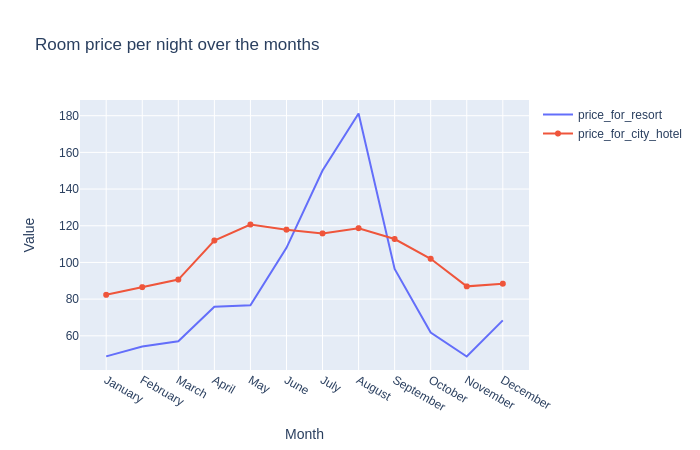 Room price per night over the months
price_for_resort
price_for_city_hotel
Value
180
160
140
120
100
80
60
January
February
March
April
May
June
July
August
September
October
November
December
Month